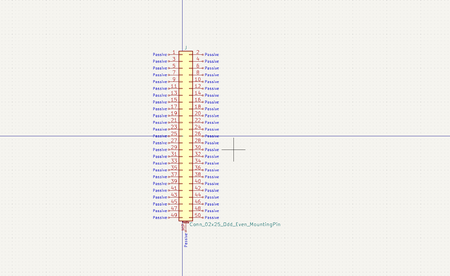 J
Passive 1 2 Passive
Passive 3 4 Passive
Passive 5 6 Passive
Passive 7 8 Passive
Passive 9 10 Passive
Passive 11 12 Passive
Passive 13 14 Passive
Passive 15 16 Passive
Passive 17 18 Passive
Passive 19 20 Passive
Passive 21 22 Passive
Passive 23 24 Passive
Passive 25 26 Passive
Passive 27 28 Passive
Passive 29 30 Passive
Passive 31 32 Passive
Passive 33 34 Passive
Passive 35 36 Passive
Passive 37 38 Passive
Passive 39 40 Passive
Passive 41 42 Passive
Passive 43 44 Passive
Passive 45 46 Passive
Passive 47 48 Passive
Passive 49 50 Passive
Conn_02x25_Odd_Even_MountingPin
Passive